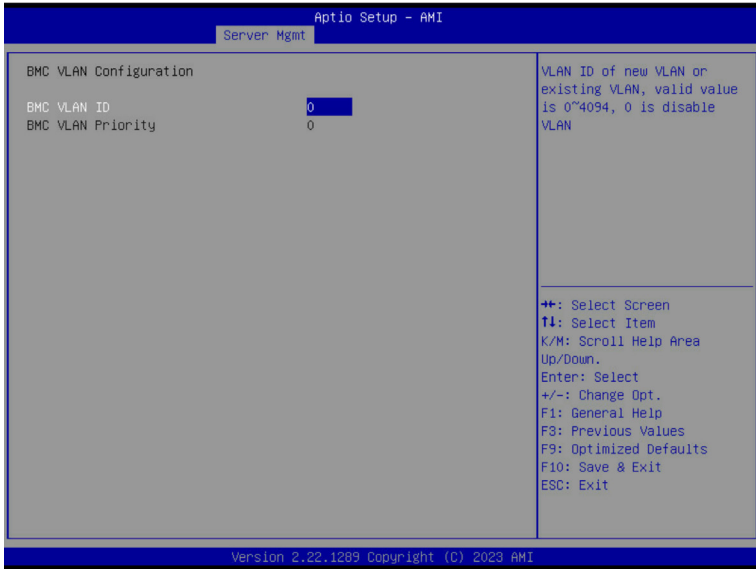 Aptio Setup – AMI
Server Mgmt
BMC VLAN Configuration
BMC VLAN ID 0
BMC VLAN Priority 0
VLAN ID of new VLAN or
existing VLAN, valid value
is 0~4094, 0 is disable
VLAN
→←: Select Screen
↑↓: Select Item
K/M: Scroll Help Area
Up/Down.
Enter: Select
+/-: Change Opt.
F1: General Help
F3: Previous Values
F9: Optimized Defaults
F10: Save & Exit
ESC: Exit
Version 2.22.1289 Copyright (C) 2023 AMI